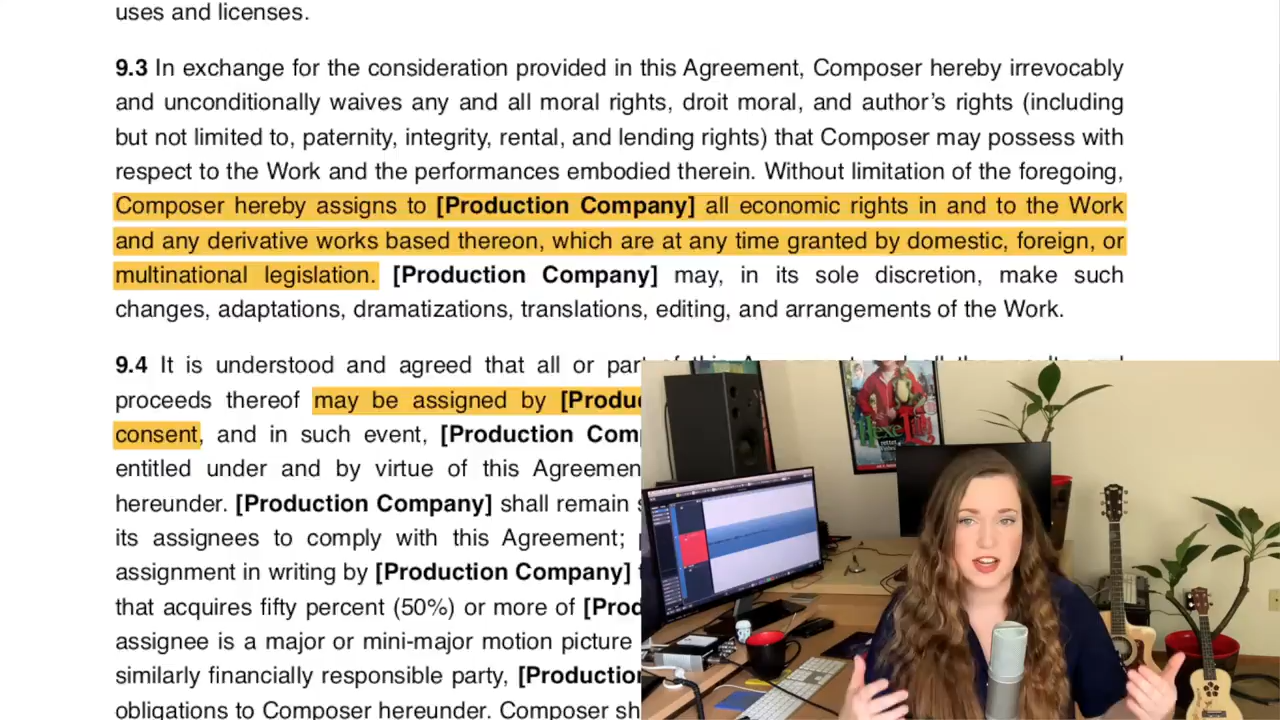 uses and licenses.
9.3 In exchange for the consideration provided in this Agreement, Composer hereby irrevocably
and unconditionally waives any and all moral rights, droit moral, and author's rights (including
but not limited to, paternity, integrity, rental, and lending rights) that Composer may possess with
respect to the Work and the performances embodied therein. Without limitation of the foregoing,
Composer hereby assigns to [Production Company] all economic rights in and to the Work
and any derivative works based thereon, which are at any time granted by domestic, foreign, or
multinational legislation. [Production Company] may, in its sole discretion, make such
changes, adaptations, dramatizations, translations, editing, and arrangements of the Work.
9.4 It is understood and agreed that all or par
proceeds thereof may be assigned by [Produ
consent, and in such event, [Production Com
entitled under and by virtue of this Agreemen
hereunder. [Production Company] shall remain
its assignees to comply with this Agreement;
assignment in writing by [Production Company]
that acquires fifty percent (50%) or more of [Prod
assignee is a major or mini-major motion picture
similarly financially responsible party, [Production
obligations to Composer hereunder. Composer sh
Hexe Lilli